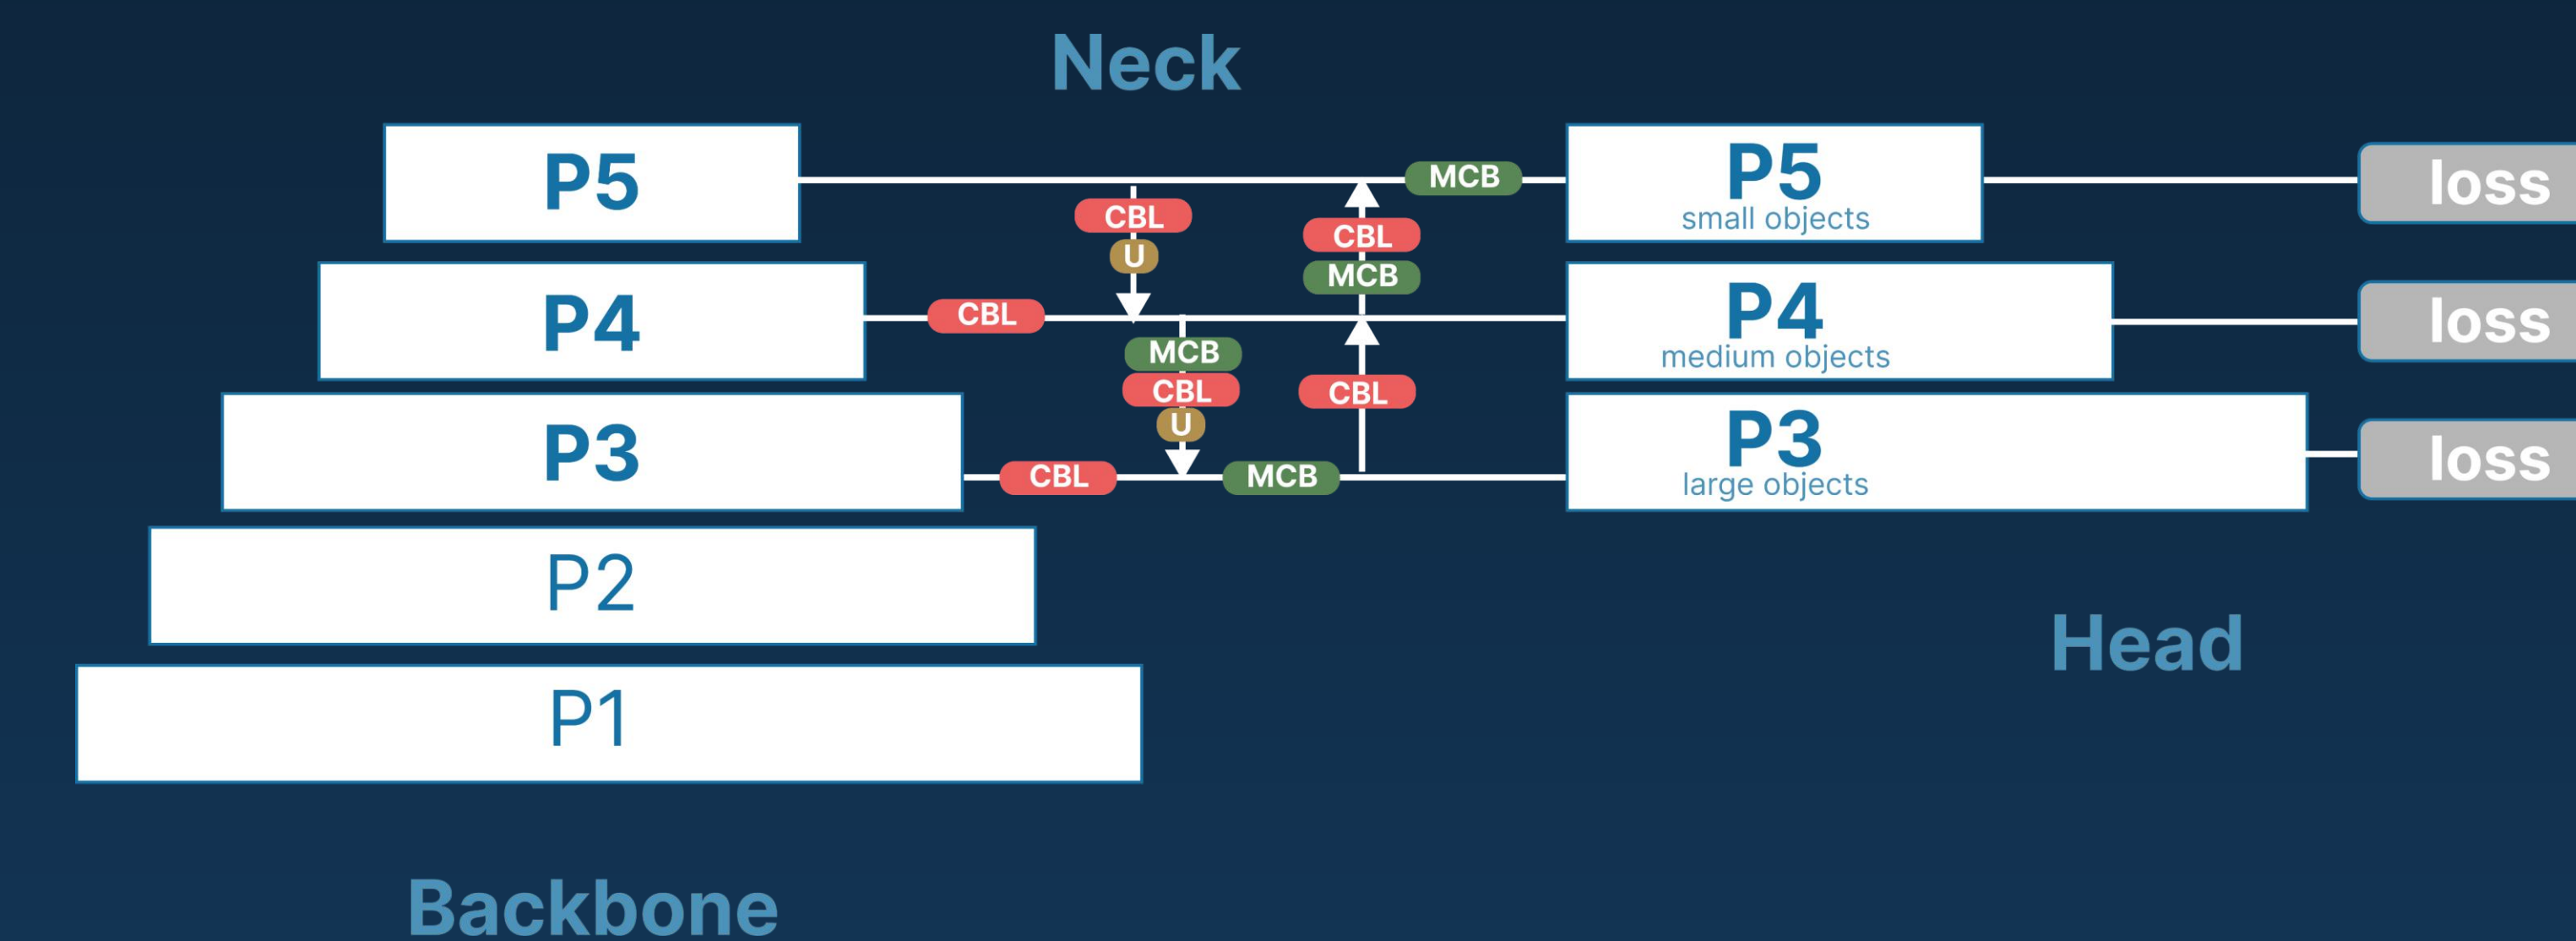 Neck
P5
MCB
P5
small objects
loss
CBL
U
CBL
MCB
P4
CBL
P4
medium objects
loss
MCB
CBL
U
CBL
P3
CBL
MCB
P3
large objects
loss
P2
P1
Head
Backbone